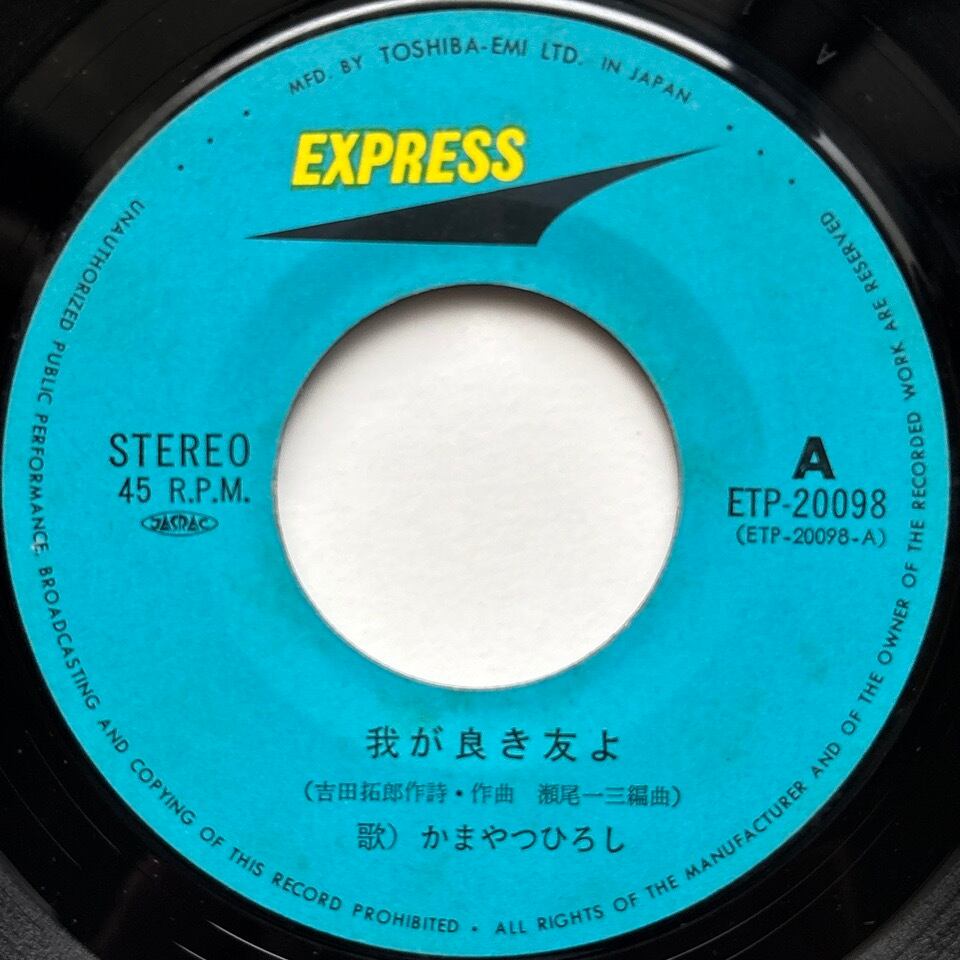 MFD. BY TOSHIBA-EMI LTD. IN JAPAN
EXPRESS
STEREO
45 R.P.M.
JASRAC
A
ETP-20098
(ETP-20098-A)
我が良き友よ
(吉田拓郎作詩・作曲 瀬尾一三編曲)
歌) かまやつひろし
UNAUTHORIZED PUBLIC PERFORMANCE, BROADCASTING AND COPYING OF THIS RECORD PROHIBITED • ALL RIGHTS OF THE MANUFACTURER AND OF THE OWNER OF THE RECORDED WORK ARE RESERVED
A